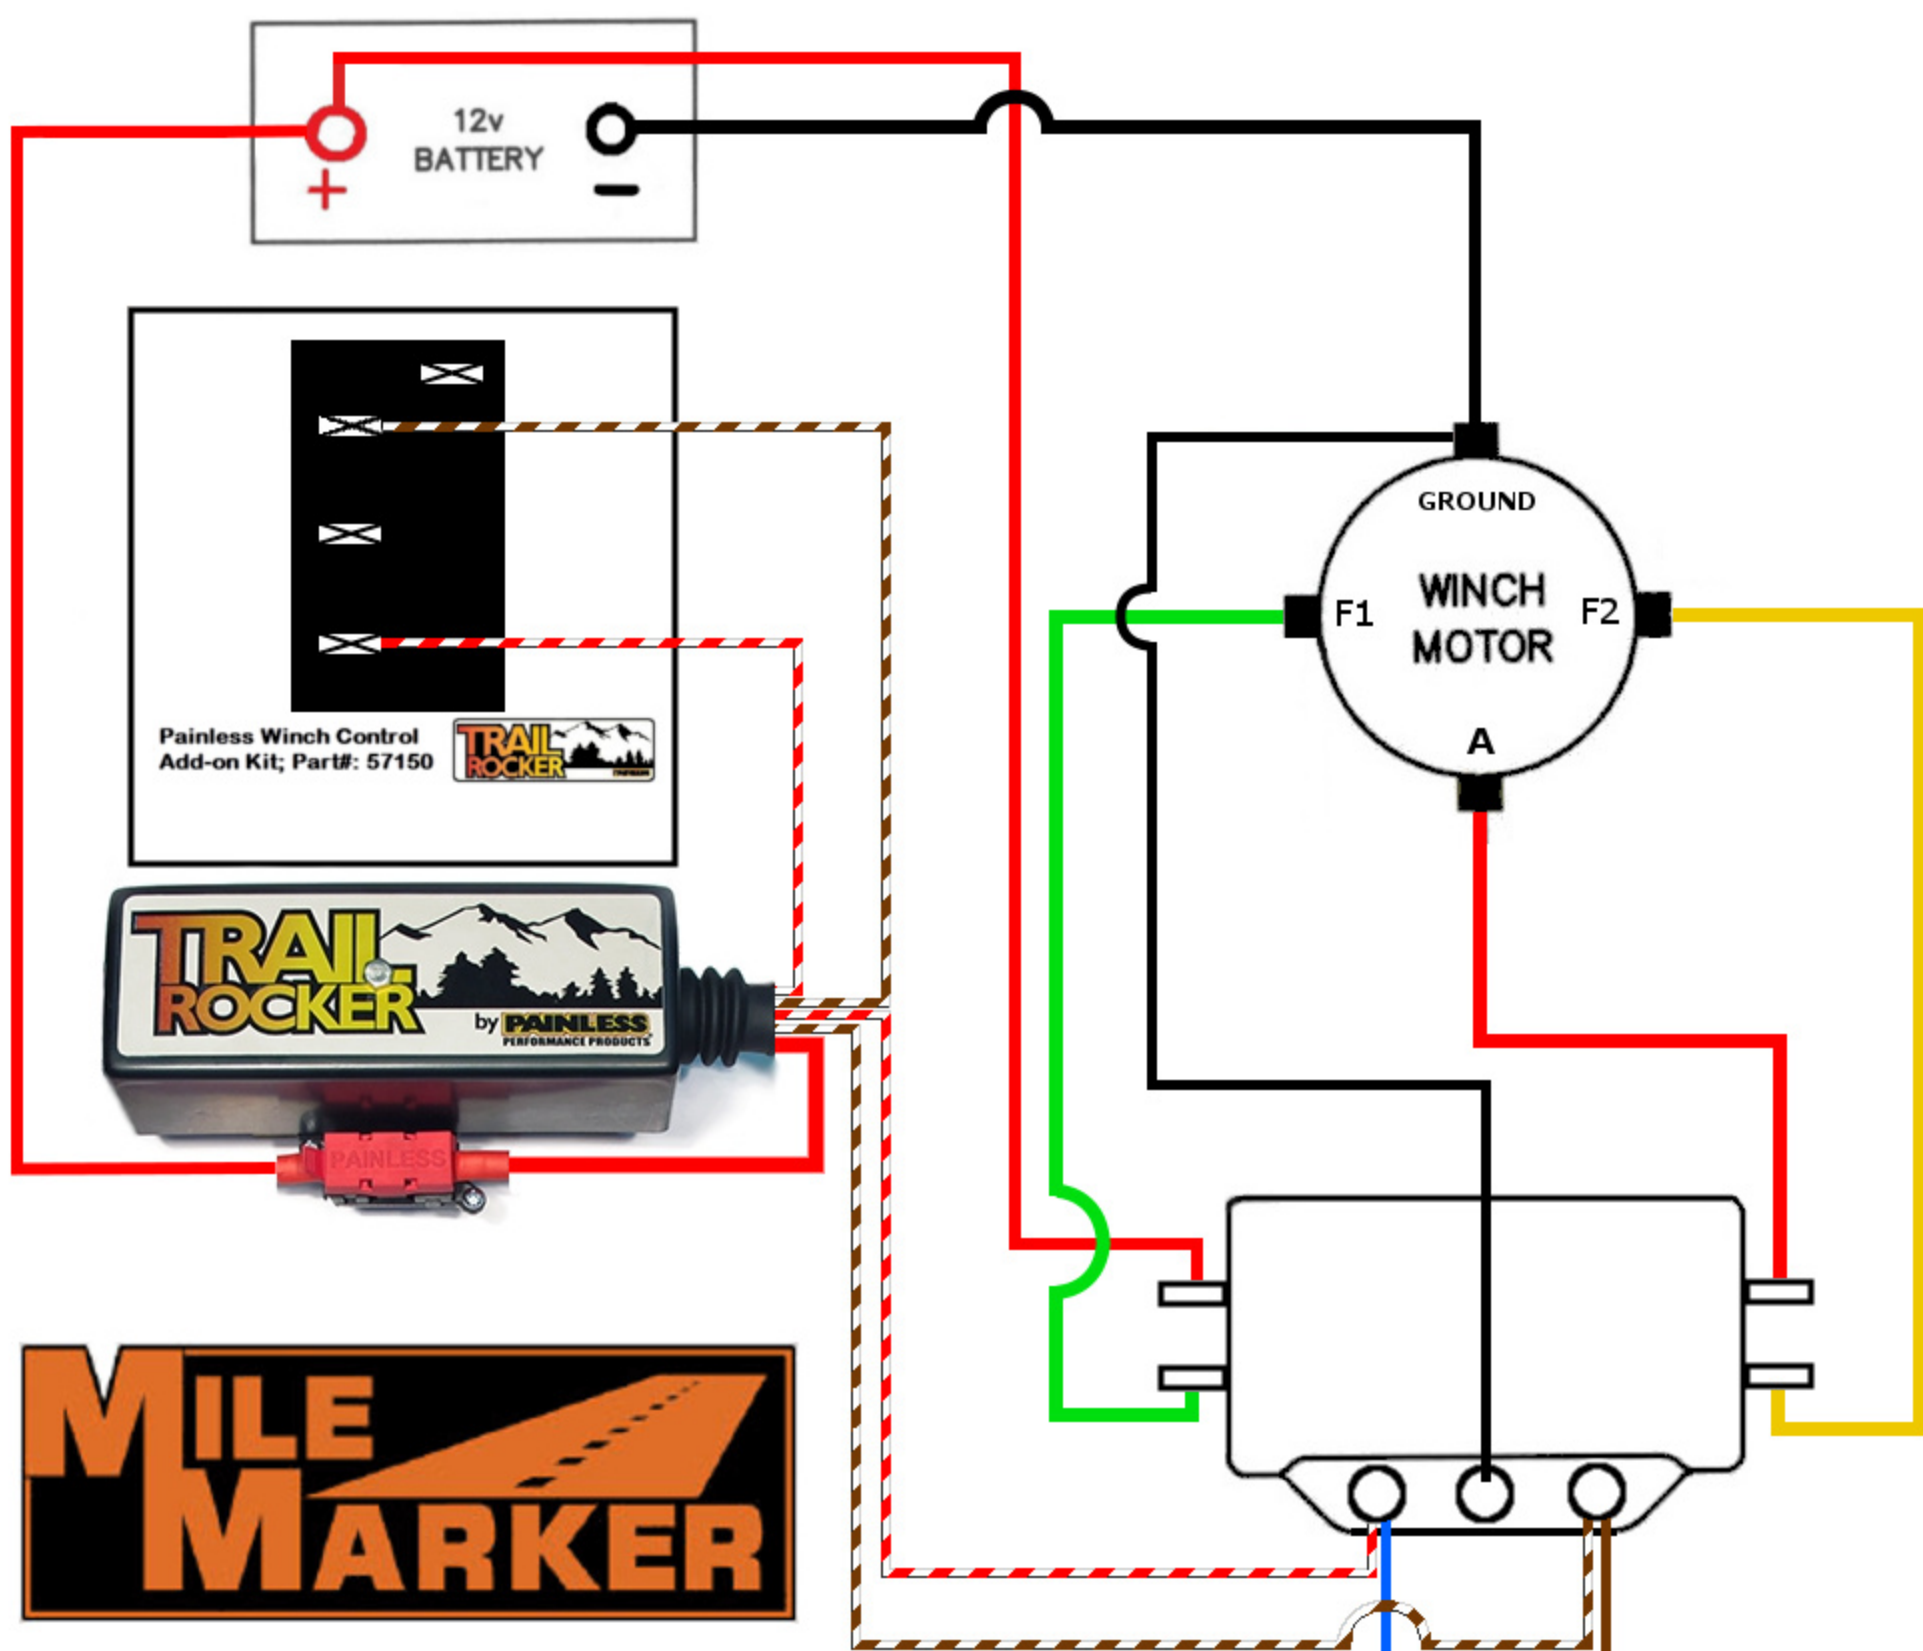 12v
BATTERY
+
−
GROUND
F1
WINCH
MOTOR
F2
A
Painless Winch Control
Add-on Kit; Part#: 57150
TRAIL
ROCKER
TRAIL
ROCKER
by PAINLESS
PERFORMANCE PRODUCTS
PAINLESS
MILE
MARKER